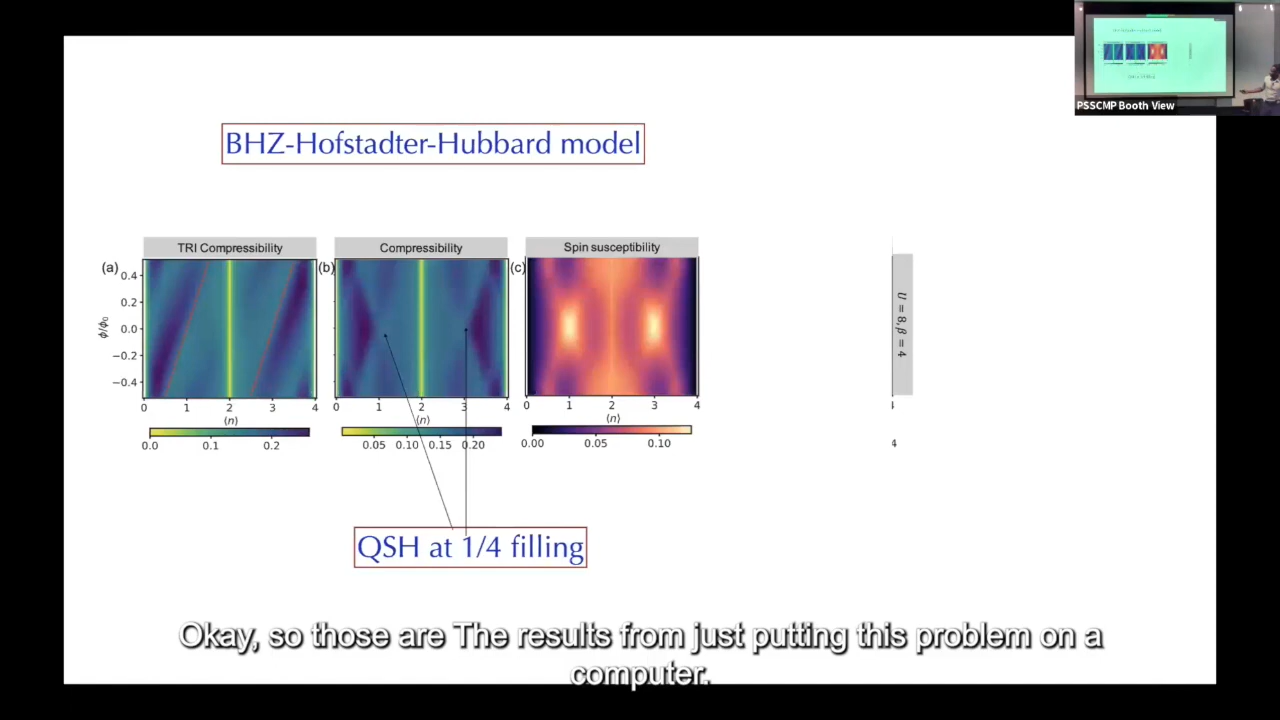 PSSCMP Booth View
BHZ-Hofstadter-Hubbard model
TRI Compressibility
Compressibility
Spin susceptibility
(a)
(b)
(c)
0.4
0.2
0.0
−0.2
−0.4
ϕ/ϕ₀
0 1 2 3 4
0 1 2 3 4
0 1 2 3 4
⟨n⟩
⟨n⟩
⟨n⟩
0.0 0.1 0.2
0.05 0.10 0.15 0.20
0.00 0.05 0.10
U = 8, β = 4
4
QSH at 1/4 filling
Okay, so those are The results from just putting this problem on a
computer.